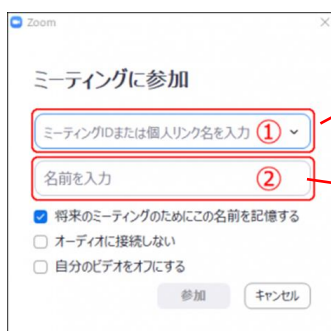 Zoom
ミーティングに参加
ミーティングIDまたは個人リンク名を入力 ①
名前を入力 ②
将来のミーティングのためにこの名前を記憶する
オーディオに接続しない
自分のビデオをオフにする
参加 キャンセル